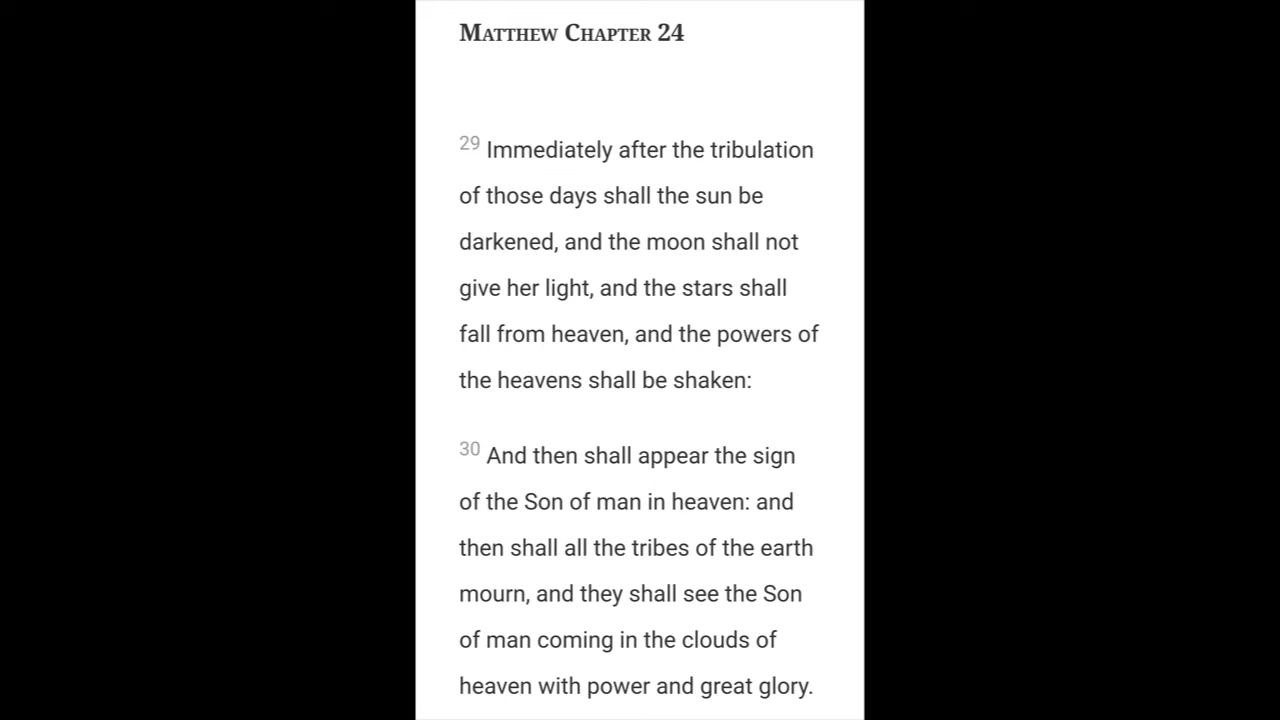 Matthew Chapter 24
29 Immediately after the tribulation
of those days shall the sun be
darkened, and the moon shall not
give her light, and the stars shall
fall from heaven, and the powers of
the heavens shall be shaken:
30 And then shall appear the sign
of the Son of man in heaven: and
then shall all the tribes of the earth
mourn, and they shall see the Son
of man coming in the clouds of
heaven with power and great glory.